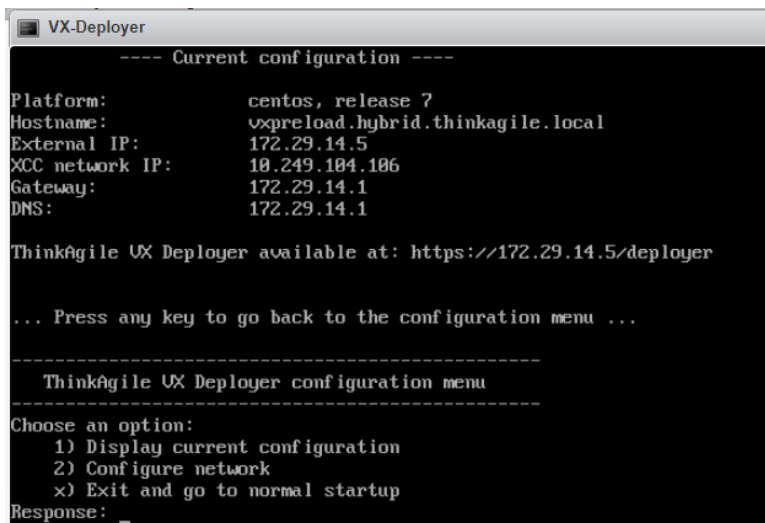 VX-Deployer
---- Current configuration ----
Platform: centos, release 7
Hostname: vxpreload.hybrid.thinkagile.local
External IP: 172.29.14.5
XCC network IP: 10.249.104.106
Gateway: 172.29.14.1
DNS: 172.29.14.1
ThinkAgile VX Deployer available at: https://172.29.14.5/deployer
... Press any key to go back to the configuration menu ...
------------------------------------------------
ThinkAgile VX Deployer configuration menu
------------------------------------------------
Choose an option:
1) Display current configuration
2) Configure network
x) Exit and go to normal startup
Response: _